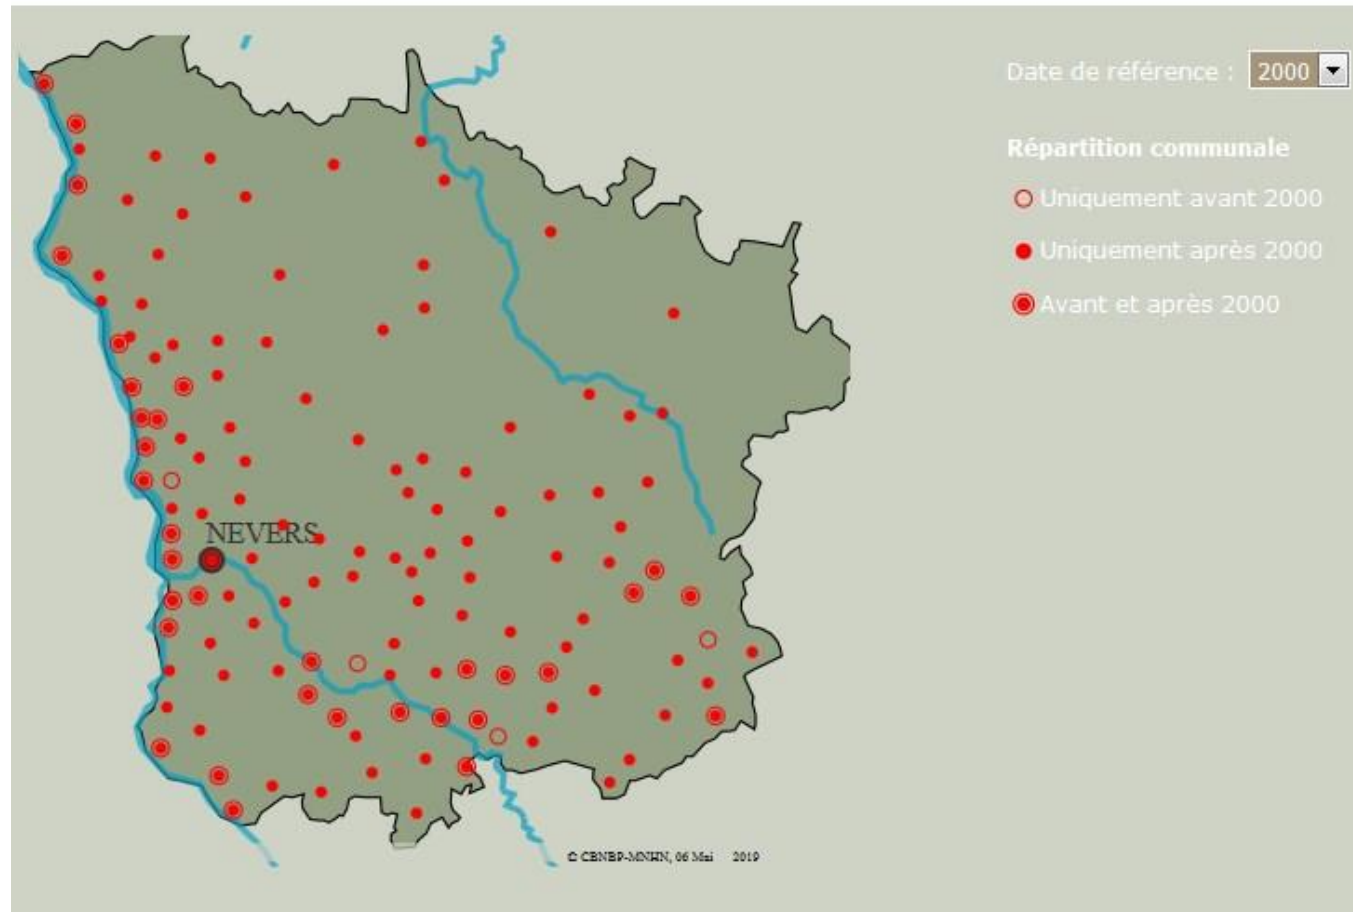 Date de référence : 2000
Répartition communale
Uniquement avant 2000
Uniquement après 2000
Avant et après 2000
NEVERS
© CBNBP-MNHN, 06 Mai 2019